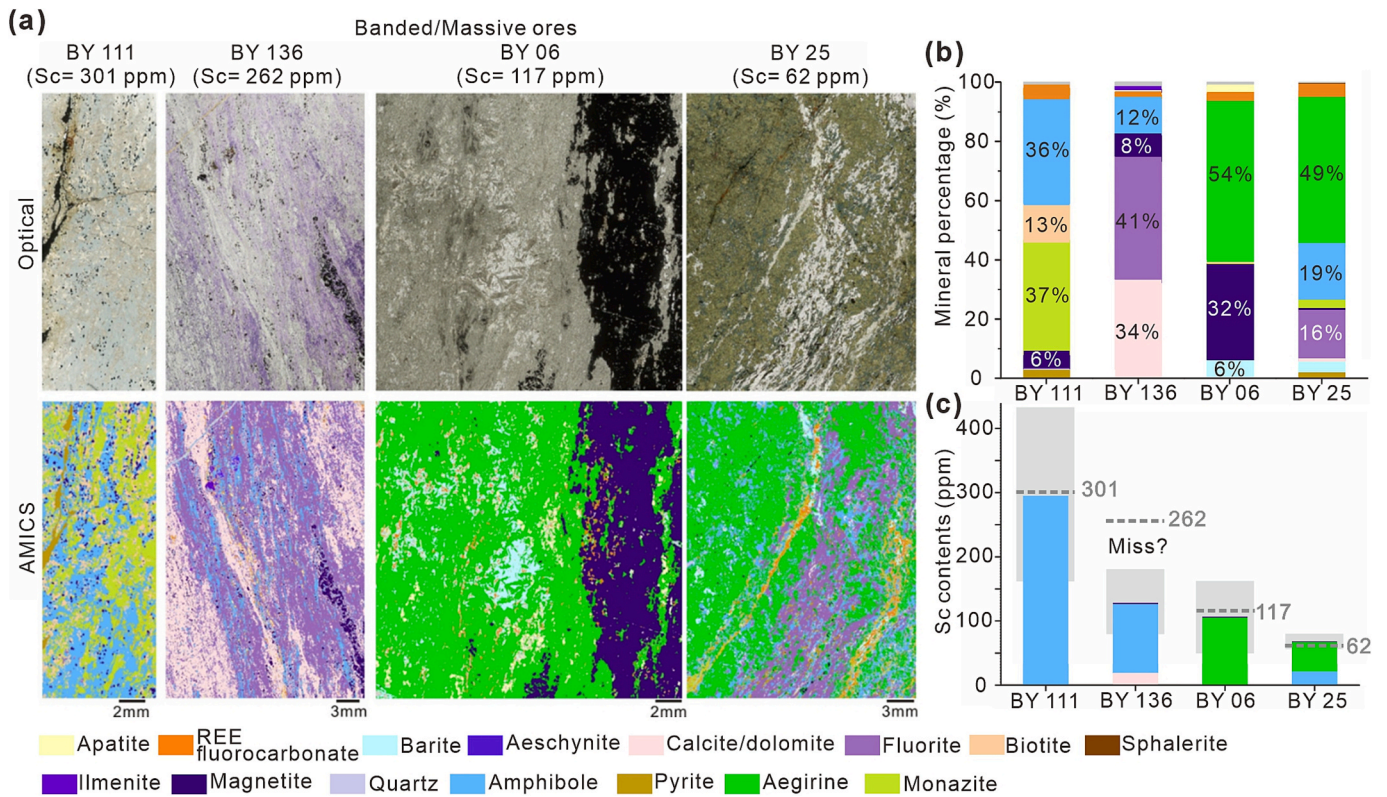 (a)
Banded/Massive ores
BY 111
(Sc= 301 ppm)
BY 136
(Sc= 262 ppm)
BY 06
(Sc= 117 ppm)
BY 25
(Sc= 62 ppm)
Optical
AMICS
2mm
3mm
2mm
3mm
(b)
Mineral percentage (%)
100
80
60
40
20
0
36%
13%
37%
6%
12%
8%
41%
34%
54%
32%
6%
49%
19%
16%
BY 111
BY 136
BY 06
BY 25
(c)
Sc contents (ppm)
400
300
200
100
0
301
262
Miss?
117
62
BY 111
BY 136
BY 06
BY 25
Apatite
REE
fluorocarbonate
Barite
Aeschynite
Calcite/dolomite
Fluorite
Biotite
Sphalerite
Ilmenite
Magnetite
Quartz
Amphibole
Pyrite
Aegirine
Monazite